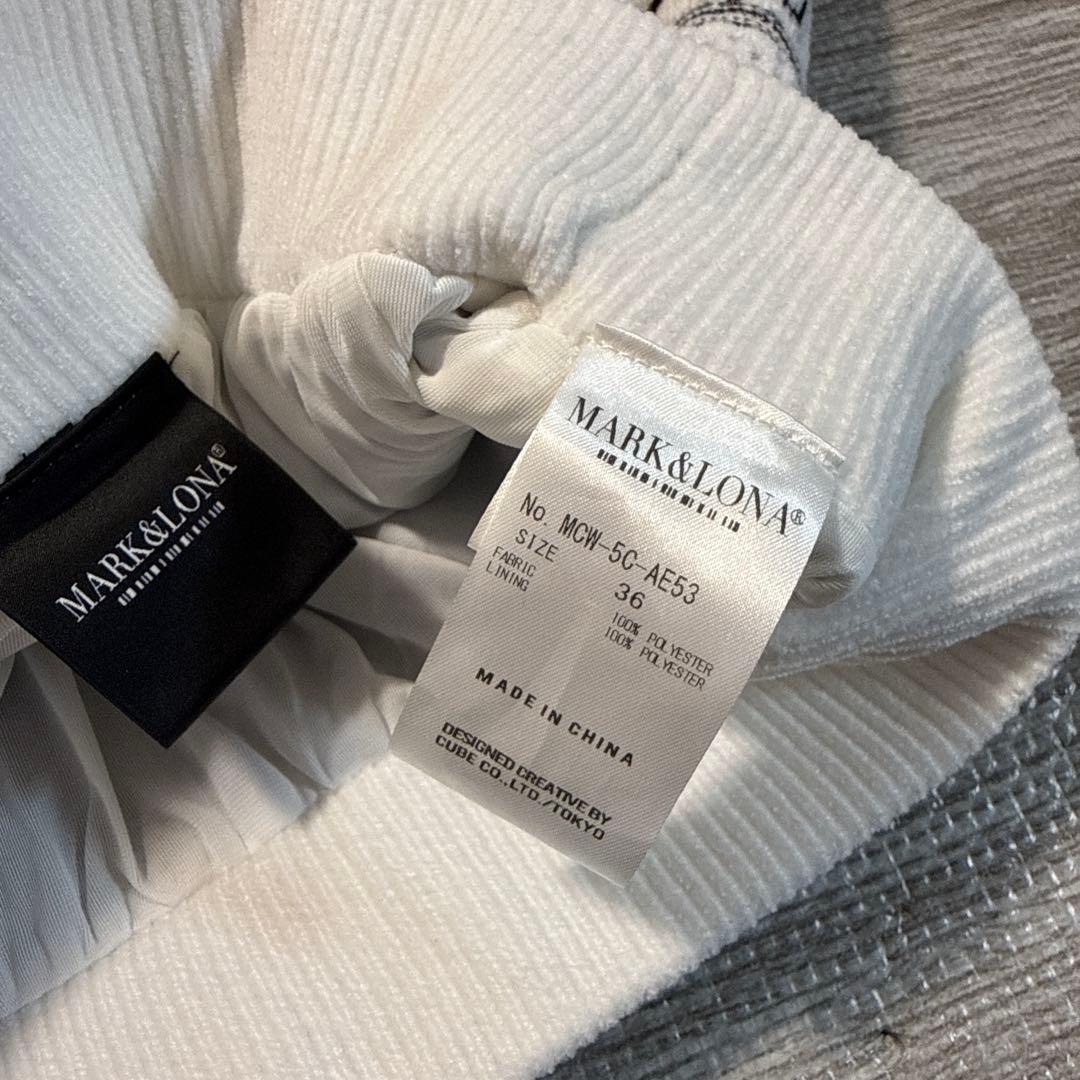 MARK&LONA®
MARK&LONA®
No. MCW-5C-AE53
SIZE 36
FABRIC 100% POLYESTER
LINING 100% POLYESTER
MADE IN CHINA
DESIGNED CREATIVE BY
CUBE CO.,LTD./TOKYO